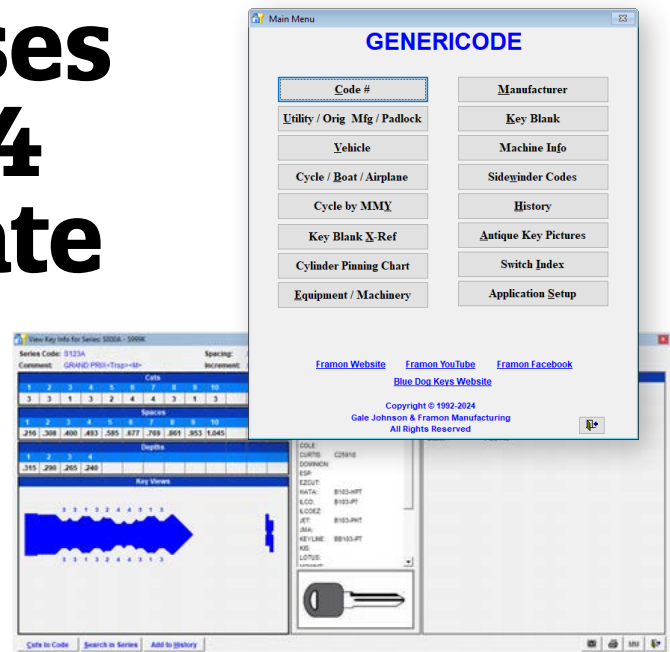 ses
4
ate
Main Menu
GENERICODE
Code #
Utility / Orig Mfg / Padlock
Vehicle
Cycle / Boat / Airplane
Cycle by MMY
Key Blank X-Ref
Cylinder Pinning Chart
Equipment / Machinery
Manufacturer
Key Blank
Machine Info
Sidewinder Codes
History
Antique Key Pictures
Switch Index
Application Setup
Framon Website Framon YouTube Framon Facebook
Blue Dog Keys Website
Copyright © 1992-2024
Gale Johnson & Framon Manufacturing
All Rights Reserved
View Key Info for Series: S000A - S999K
Series Code: S123A Spacing:
Comment: GRAND PRIX<Trsp><M> Increment:
Cuts
1 2 3 4 5 6 7 8 9 10
3 3 1 3 2 4 4 3 1 3
Spaces
1 2 3 4 5 6 7 8 9 10
.216 .308 .400 .493 .585 .677 .769 .861 .953 1.045
Depths
1 2 3 4
.315 .290 .265 .240
Key Views
3 3 1 3 2 4 4 3 1 3
3 3 1 3 2 4 4 3 1 3
COLE:
CURTIS: C25910
DOMINION:
ESP:
EZCUT:
HATA: B103-HPT
ILCO: B103-PT
ILCOEZ:
JET: B103-PHT
JMA:
KEYLINE: BB103-PT
KIS:
LOTUS:
Cuts to Code Search in Series Add to History
MM